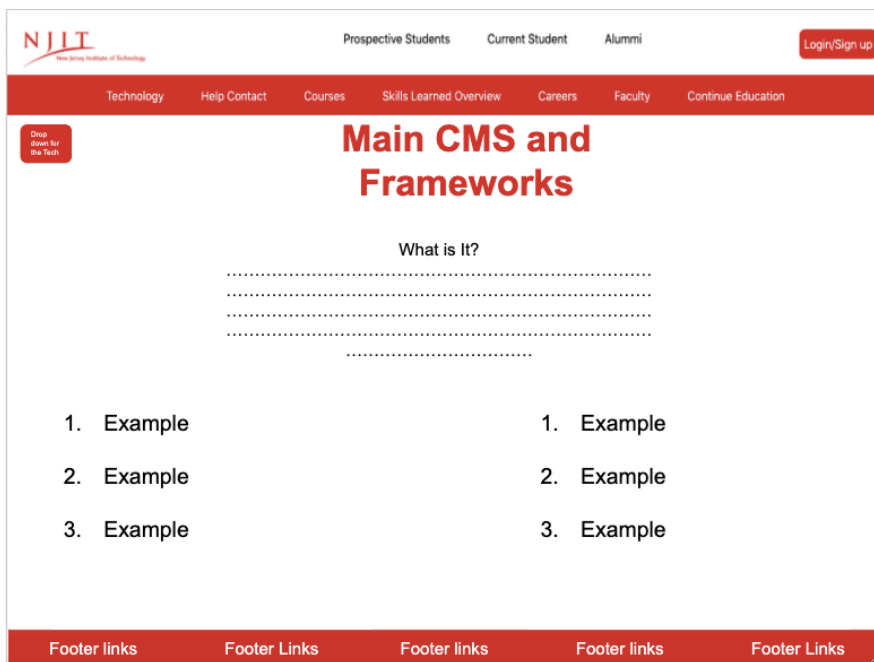 NJIT
New Jersey Institute of Technology
Prospective Students Current Student Alummi
Login/Sign up
Technology Help Contact Courses Skills Learned Overview Careers Faculty Continue Education
Drop
down for
the Tech
Main CMS and
Frameworks
What is It?
...........................................................................
...........................................................................
...........................................................................
...........................................................................
.................................
1. Example
2. Example
3. Example
1. Example
2. Example
3. Example
Footer links Footer Links Footer links Footer links Footer Links